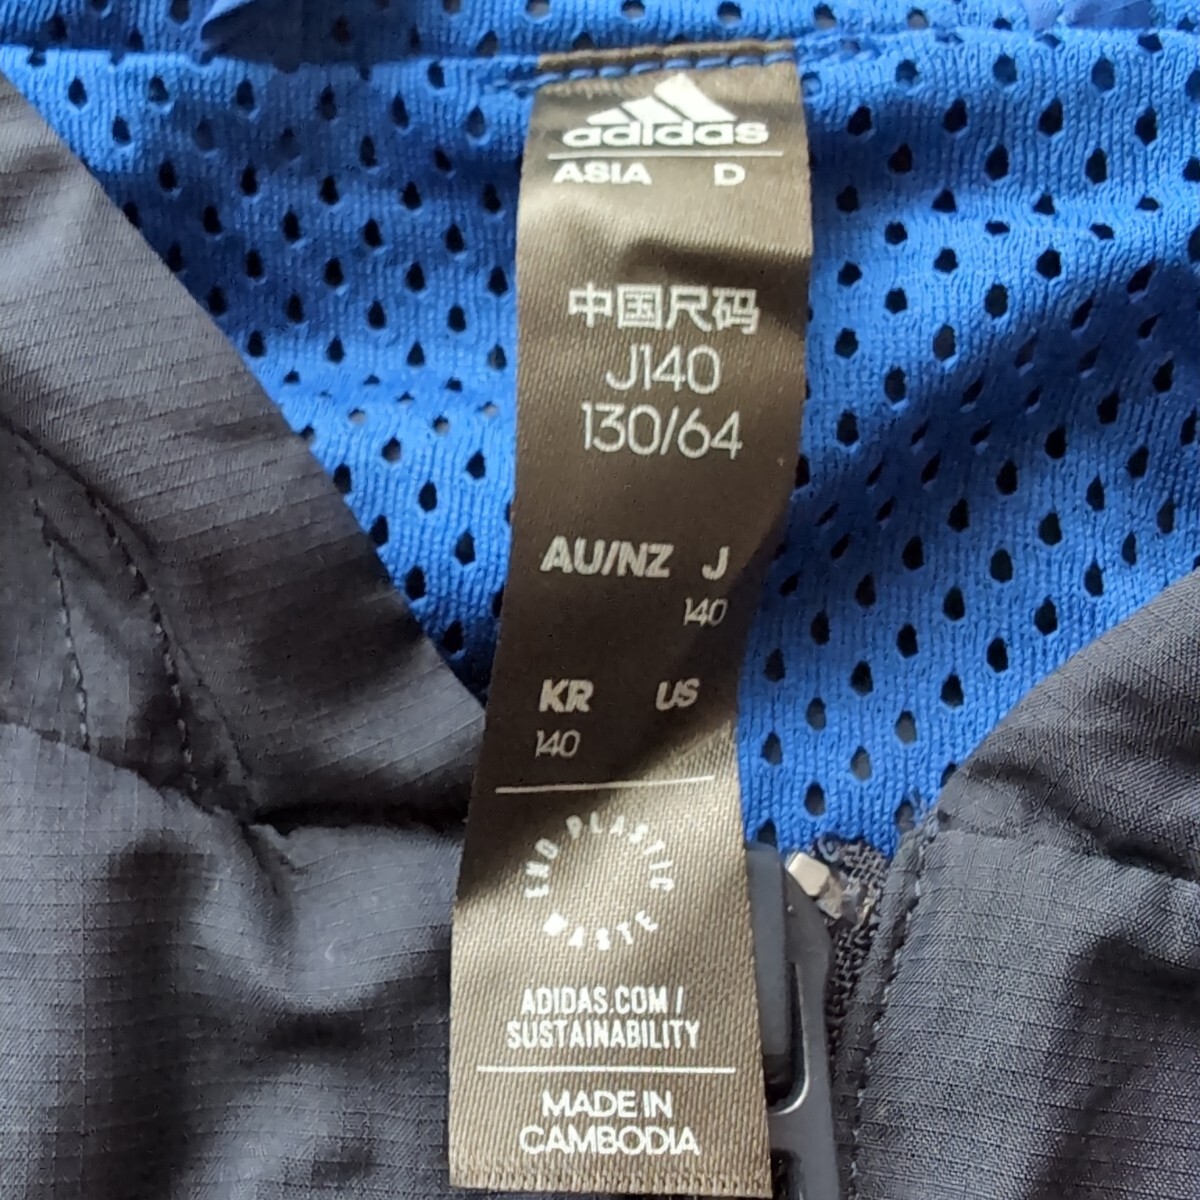 adidas
ASIA D
中国尺码
J140
130/64
AU/NZ J
140
KR US
140
END PLASTIC WASTE
ADIDAS.COM /
SUSTAINABILITY
MADE IN
CAMBODIA